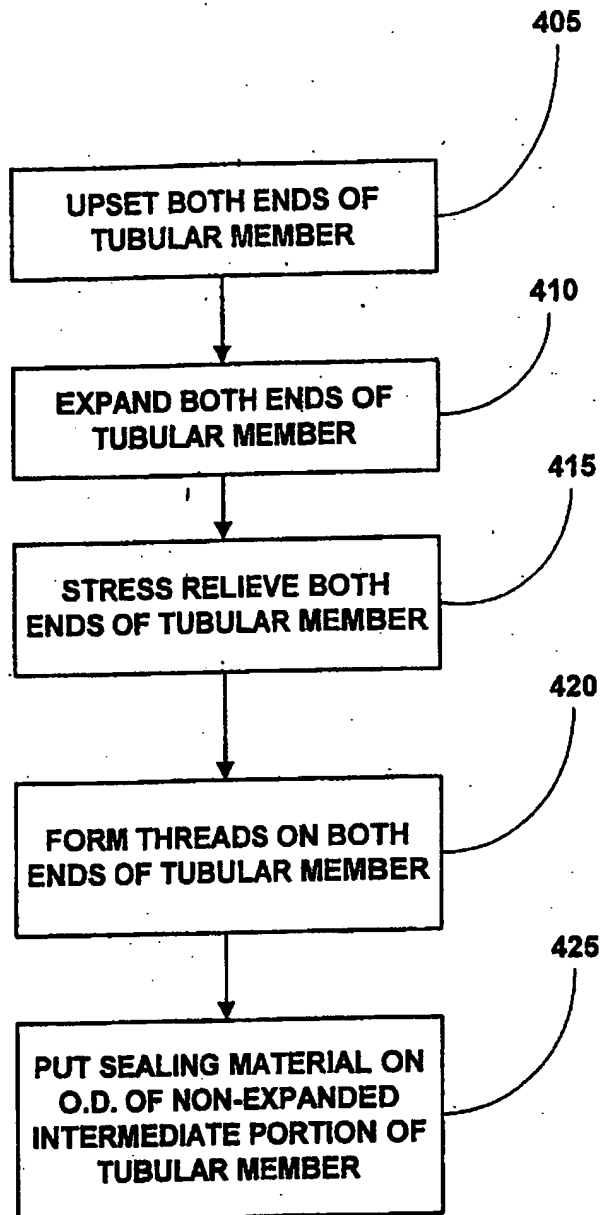 405
UPSET BOTH ENDS OF
TUBULAR MEMBER
410
EXPAND BOTH ENDS OF
TUBULAR MEMBER
415
STRESS RELIEVE BOTH
ENDS OF TUBULAR MEMBER
420
FORM THREADS ON BOTH
ENDS OF TUBULAR MEMBER
425
PUT SEALING MATERIAL ON
O.D. OF NON-EXPANDED
INTERMEDIATE PORTION OF
TUBULAR MEMBER